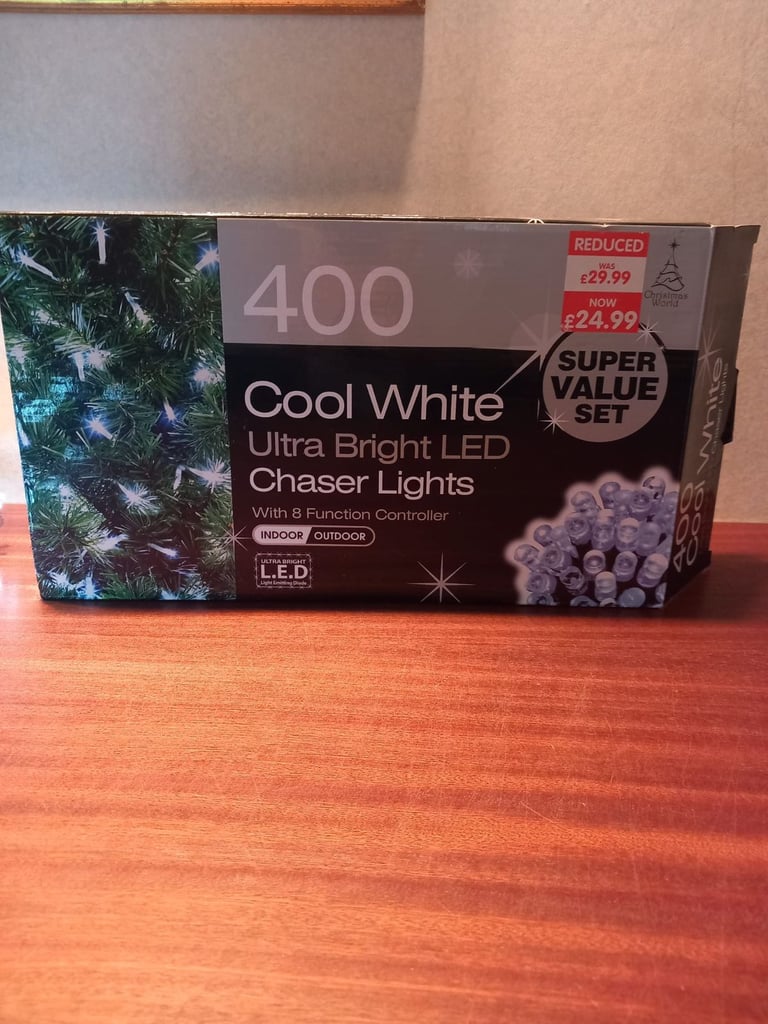 400
REDUCED
WAS
£29.99
NOW
£24.99
Christmas
World
SUPER
VALUE
SET
Cool White
Ultra Bright LED
Chaser Lights
With 8 Function Controller
INDOOR OUTDOOR
ULTRA BRIGHT
L.E.D
Light Emitting Diode
400
Cool White